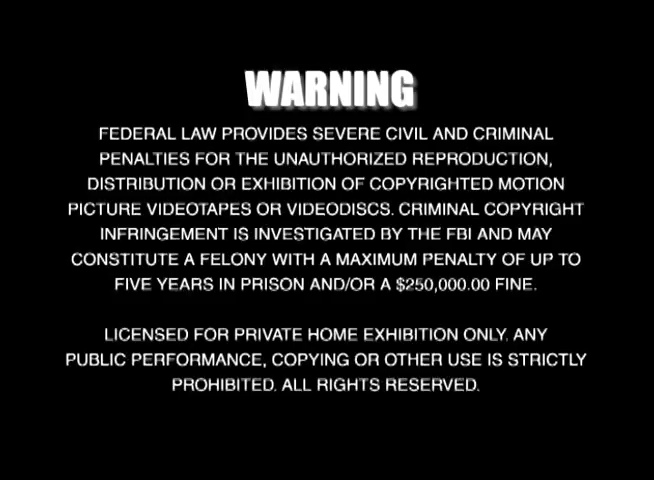 WARNING
FEDERAL LAW PROVIDES SEVERE CIVIL AND CRIMINAL
PENALTIES FOR THE UNAUTHORIZED REPRODUCTION,
DISTRIBUTION OR EXHIBITION OF COPYRIGHTED MOTION
PICTURE VIDEOTAPES OR VIDEODISCS. CRIMINAL COPYRIGHT
INFRINGEMENT IS INVESTIGATED BY THE FBI AND MAY
CONSTITUTE A FELONY WITH A MAXIMUM PENALTY OF UP TO
FIVE YEARS IN PRISON AND/OR A $250,000.00 FINE.
LICENSED FOR PRIVATE HOME EXHIBITION ONLY. ANY
PUBLIC PERFORMANCE, COPYING OR OTHER USE IS STRICTLY
PROHIBITED. ALL RIGHTS RESERVED.